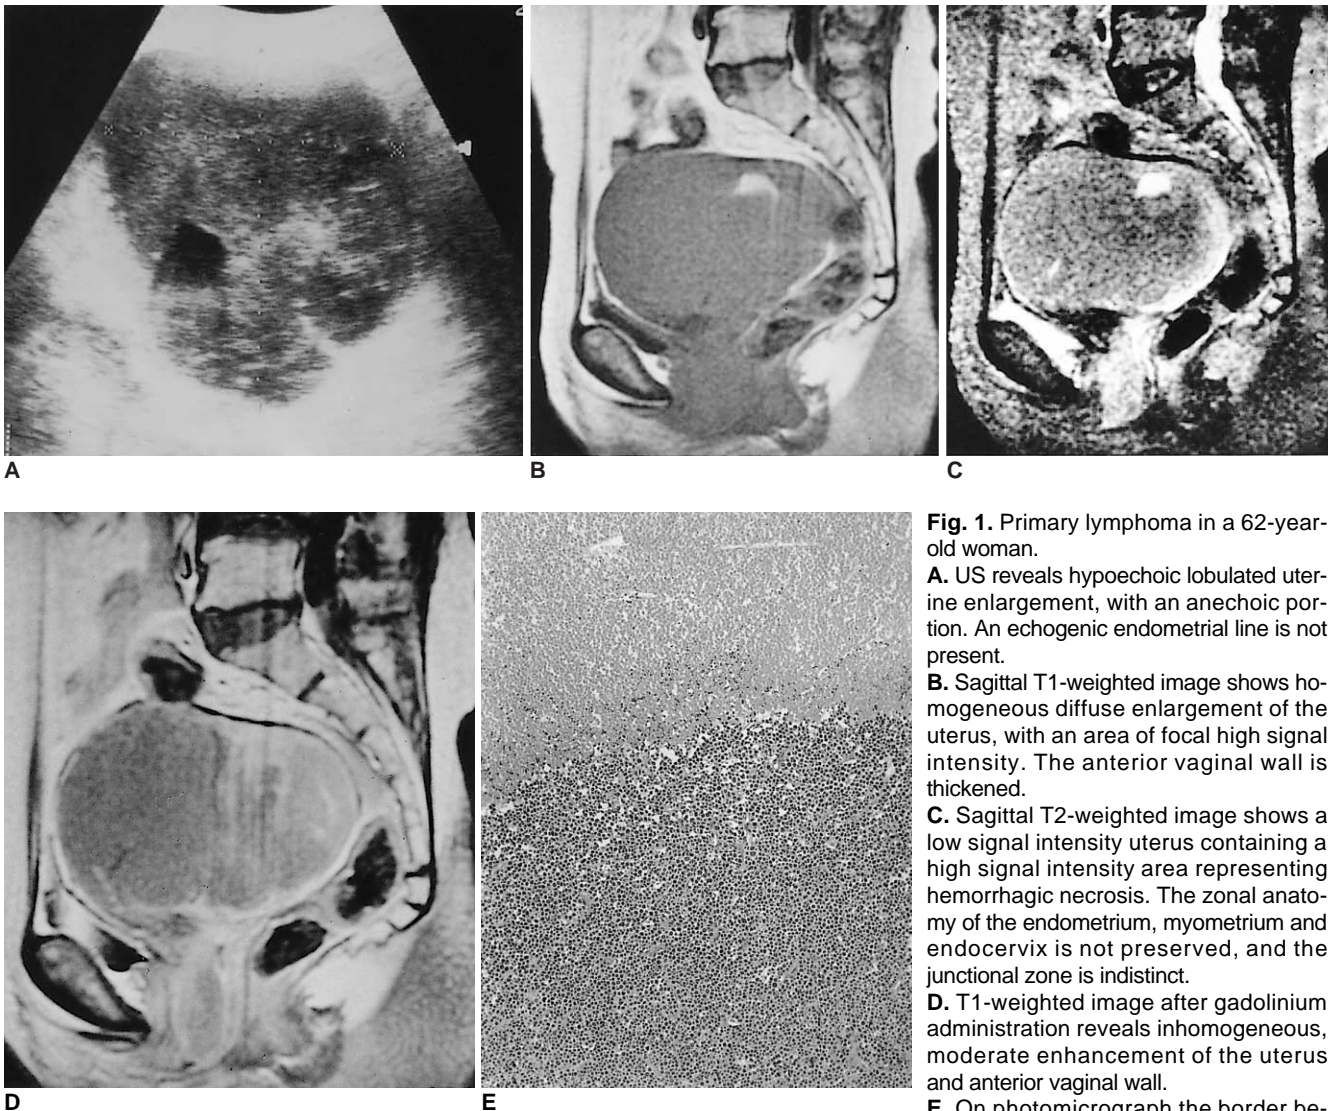 A
B
C
D
E
Fig. 1. Primary lymphoma in a 62-year-
old woman.
A. US reveals hypoechoic lobulated uter-
ine enlargement, with an anechoic por-
tion. An echogenic endometrial line is not
present.
B. Sagittal T1-weighted image shows ho-
mogeneous diffuse enlargement of the
uterus, with an area of focal high signal
intensity. The anterior vaginal wall is
thickened.
C. Sagittal T2-weighted image shows a
low signal intensity uterus containing a
high signal intensity area representing
hemorrhagic necrosis. The zonal anato-
my of the endometrium, myometrium and
endocervix is not preserved, and the
junctional zone is indistinct.
D. T1-weighted image after gadolinium
administration reveals inhomogeneous,
moderate enhancement of the uterus
and anterior vaginal wall.
E. On photomicrograph the border be-